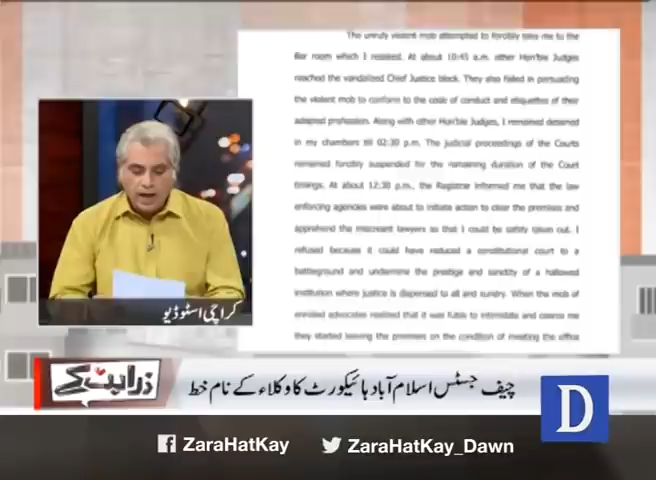 The unruly violent mob attempted to forcibly take me to the
Bar room which I resisted. At about 10:45 a.m. other Hon'ble Judges
reached the vandalized Chief Justice block. They also failed in persuading
the violent mob to conform to the code of conduct and etiquettes of their
adopted profession. Along with other Hon'ble Judges, I remained detained
in my chambers till 02:30 p.m. The judicial proceedings of the Courts
remained forcibly suspended for the remaining duration of the Court
timings. At about 12:30 p.m., the Registrar informed me that the law
enforcing agencies were about to initiate action to clear the premises and
apprehend the miscreant lawyers so that I could be safely taken out. I
refused because it could have reduced a constitutional court to a
battleground and undermine the prestige and sanctity of a hallowed
institution where justice is dispensed to all and sundry. When the mob of
enrolled advocates realized that it was futile to intimidate and coerce me
they started leaving the premises on the condition of meeting the office
کراچی اسٹوڈیو
ذرا ہٹ کے
چیف جسٹس اسلام آباد ہائیکورٹ کا وکلاء کے نام خط
D
ZaraHatKay
ZaraHatKay_Dawn